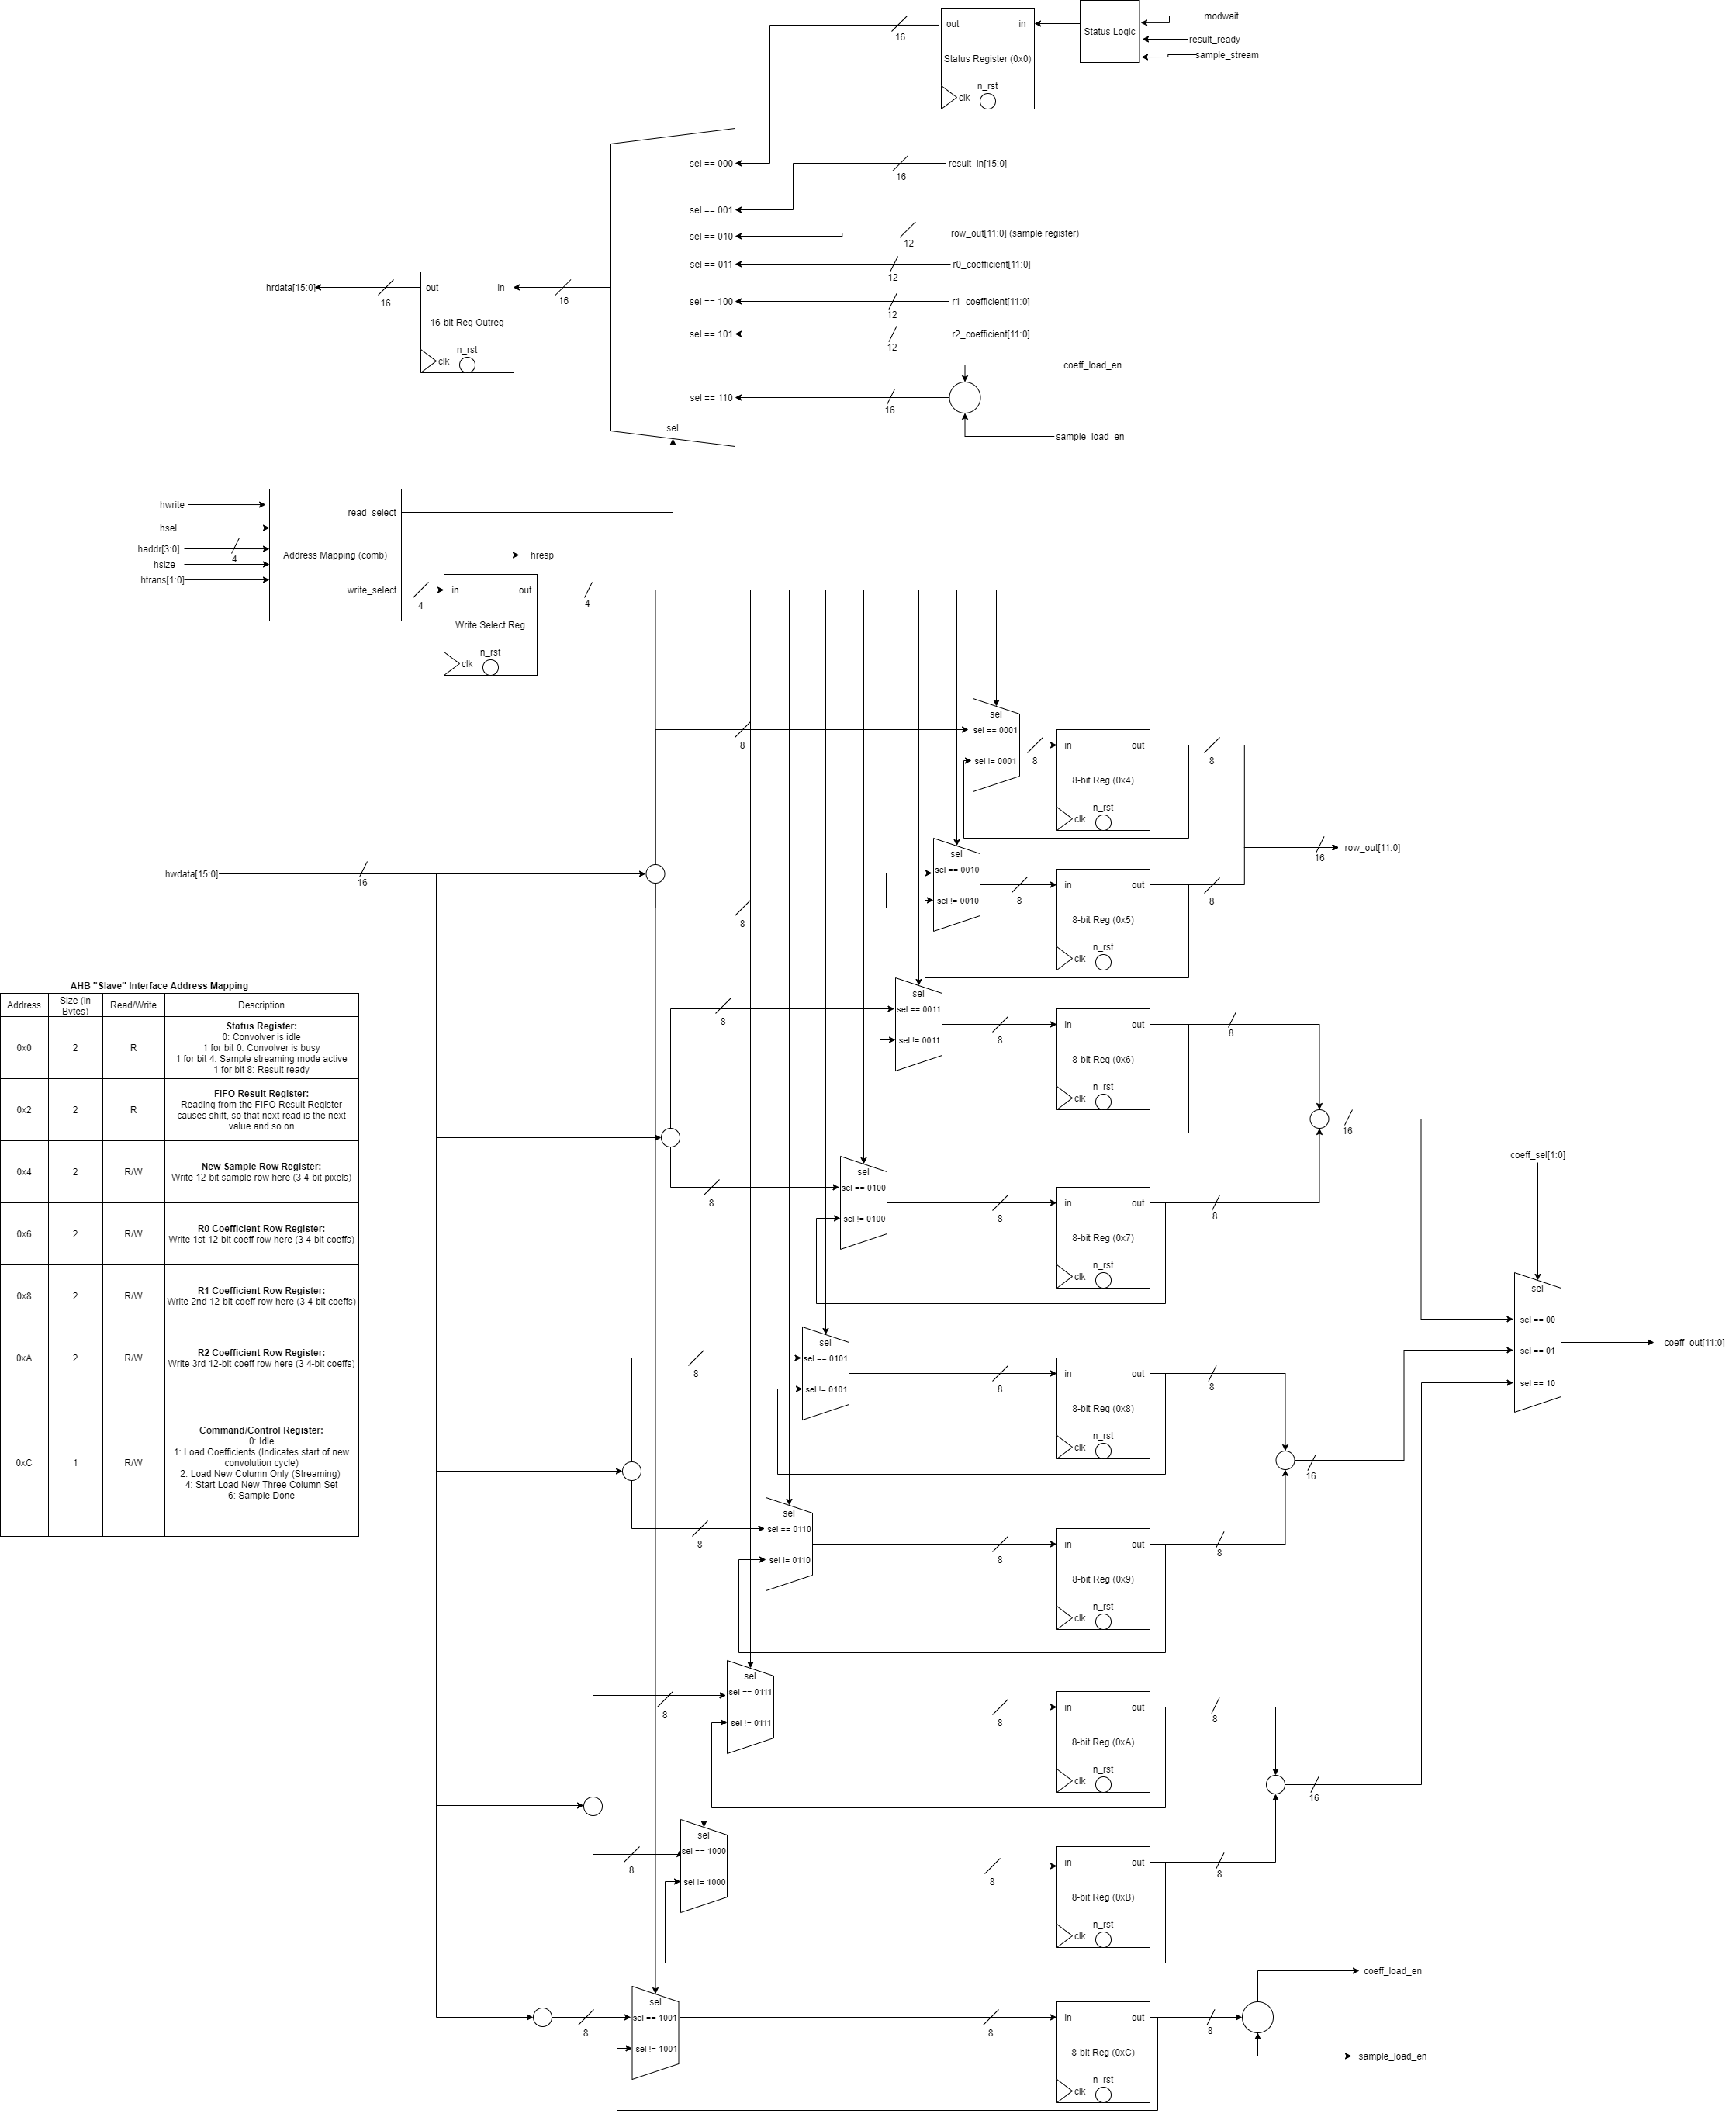 modwait
out
in
Status Logic
16
result_ready
Status Register (0x0)
sample_stream
n_rst
clk
sel == 000
result_in[15:0]
16
sel == 001
sel == 010
row_out[11:0] (sample register)
12
sel == 011
r0_coefficient[11:0]
12
hrdata[15:0]
16
out
in
16
sel == 100
r1_coefficient[11:0]
12
16-bit Reg Outreg
sel == 101
r2_coefficient[11:0]
12
n_rst
clk
coeff_load_en
sel == 110
16
sel
sample_load_en
hwrite
read_select
hsel
haddr[3:0]
4
Address Mapping (comb)
hresp
hsize
htrans[1:0]
write_select
4
in
out
4
Write Select Reg
n_rst
clk
sel
sel == 0001
8
sel != 0001
8
in
out
8
8-bit Reg (0x4)
n_rst
clk
row_out[11:0]
16
sel
hwdata[15:0]
16
sel == 0010
8
sel != 0010
8
in
out
8
8-bit Reg (0x5)
n_rst
clk
AHB "Slave" Interface Address Mapping
Address
Size (in
Bytes)
Read/Write
Description
0x0
2
R
Status Register:
0: Convolver is idle
1 for bit 0: Convolver is busy
1 for bit 4: Sample streaming mode active
1 for bit 8: Result ready
0x2
2
R
FIFO Result Register:
Reading from the FIFO Result Register
causes shift, so that next read is the next
value and so on
0x4
2
R/W
New Sample Row Register:
Write 12-bit sample row here (3 4-bit pixels)
0x6
2
R/W
R0 Coefficient Row Register:
Write 1st 12-bit coeff row here (3 4-bit coeffs)
0x8
2
R/W
R1 Coefficient Row Register:
Write 2nd 12-bit coeff row here (3 4-bit coeffs)
0xA
2
R/W
R2 Coefficient Row Register:
Write 3rd 12-bit coeff row here (3 4-bit coeffs)
0xC
1
R/W
Command/Control Register:
0: Idle
1: Load Coefficients (Indicates start of new
convolution cycle)
2: Load New Column Only (Streaming)
4: Start Load New Three Column Set
6: Sample Done
sel
sel == 0011
8
sel != 0011
8
in
out
8
8-bit Reg (0x6)
n_rst
clk
16
sel
sel == 0100
8
sel != 0100
8
in
out
8
8-bit Reg (0x7)
n_rst
clk
coeff_sel[1:0]
sel
sel == 00
sel == 01
sel == 10
coeff_out[11:0]
sel
sel == 0101
8
sel != 0101
8
in
out
8
8-bit Reg (0x8)
n_rst
clk
16
sel
sel == 0110
8
sel != 0110
8
in
out
8
8-bit Reg (0x9)
n_rst
clk
sel
sel == 0111
8
sel != 0111
8
in
out
8
8-bit Reg (0xA)
n_rst
clk
16
sel
sel == 1000
8
sel != 1000
8
in
out
8
8-bit Reg (0xB)
n_rst
clk
coeff_load_en
sel
sel == 1001
8
sel != 1001
8
in
out
8
8-bit Reg (0xC)
n_rst
clk
sample_load_en